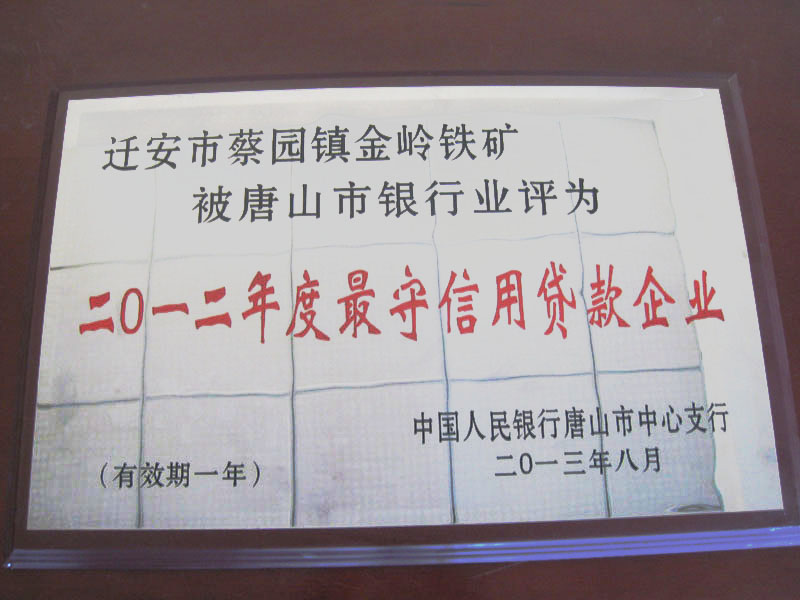 迁安市蔡园镇金岭铁矿
被唐山市银行业评为
二0一二年度最守信用贷款企业
中国人民银行唐山市中心支行
二0一三年八月
（有效期一年）